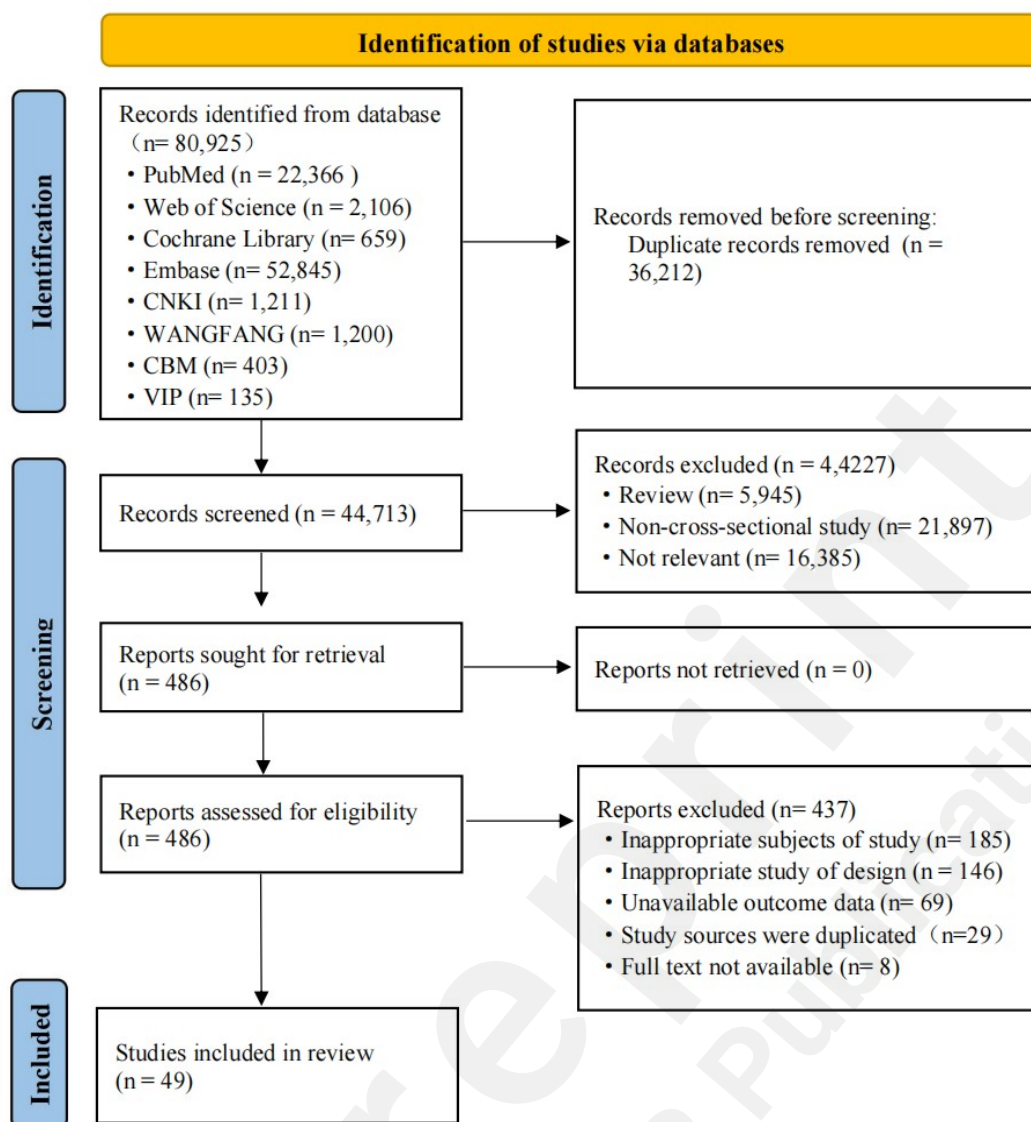 Identification of studies via databases
Identification
Records identified from database
（n= 80,925）
• PubMed (n = 22,366 )
• Web of Science (n = 2,106)
• Cochrane Library (n= 659)
• Embase (n= 52,845)
• CNKI (n= 1,211)
• WANGFANG (n= 1,200)
• CBM (n= 403)
• VIP (n= 135)
Records removed before screening:
Duplicate records removed (n =
36,212)
Screening
Records screened (n = 44,713)
Records excluded (n = 4,4227)
• Review (n= 5,945)
• Non-cross-sectional study (n= 21,897)
• Not relevant (n= 16,385)
Reports sought for retrieval
(n = 486)
Reports not retrieved (n = 0)
Reports assessed for eligibility
(n = 486)
Reports excluded (n= 437)
• Inappropriate subjects of study (n= 185)
• Inappropriate study of design (n = 146)
• Unavailable outcome data (n= 69)
• Study sources were duplicated（n=29）
• Full text not available (n= 8)
Included
Studies included in review
(n = 49)
reprint